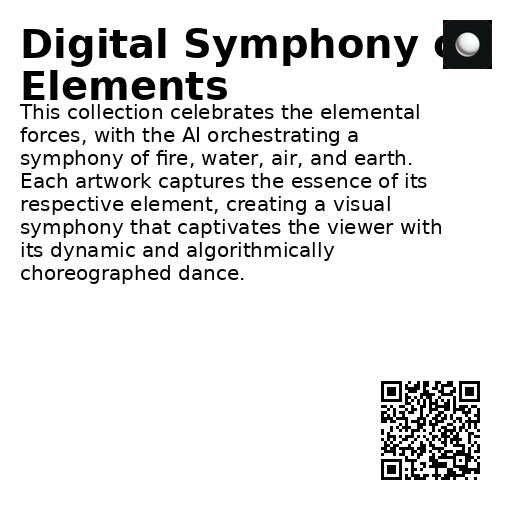 Digital Symphony
Elements
This collection celebrates the elemental
forces, with the AI orchestrating a
symphony of fire, water, air, and earth.
Each artwork captures the essence of its
respective element, creating a visual
symphony that captivates the viewer with
its dynamic and algorithmically
choreographed dance.